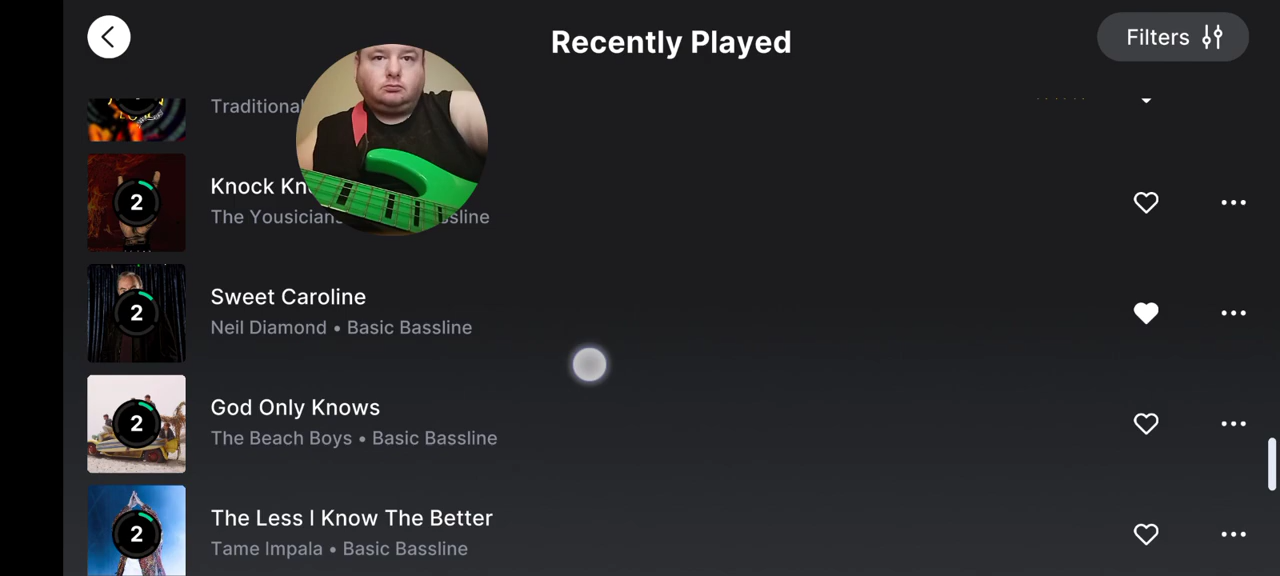 Recently Played
Filters
Traditional
2
Knock Kn
The Yousician
sline
2
Sweet Caroline
Neil Diamond • Basic Bassline
2
God Only Knows
The Beach Boys • Basic Bassline
2
The Less I Know The Better
Tame Impala • Basic Bassline